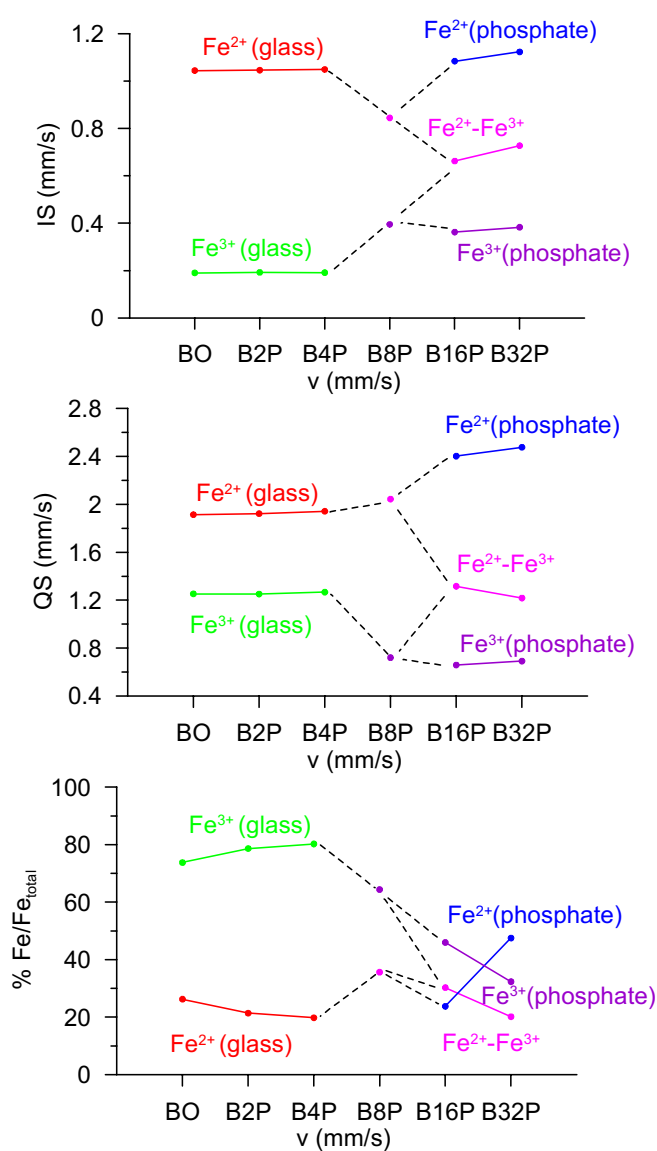 1.2
Fe²⁺ (glass)
Fe²⁺(phosphate)
0.8
Fe²⁺-Fe³⁺
IS (mm/s)
0.4
Fe³⁺ (glass)
Fe³⁺(phosphate)
0
BO B2P B4P B8P B16P B32P
v (mm/s)
2.8
Fe²⁺(phosphate)
2.4
Fe²⁺ (glass)
2
QS (mm/s)
1.6
Fe²⁺-Fe³⁺
1.2
Fe³⁺ (glass)
Fe³⁺(phosphate)
0.8
0.4
BO B2P B4P B8P B16P B32P
v (mm/s)
100
Fe³⁺ (glass)
80
% Fe/Fe_total
60
Fe²⁺(phosphate)
40
Fe³⁺(phosphate)
20
Fe²⁺ (glass)
Fe²⁺-Fe³⁺
0
BO B2P B4P B8P B16P B32P
v (mm/s)